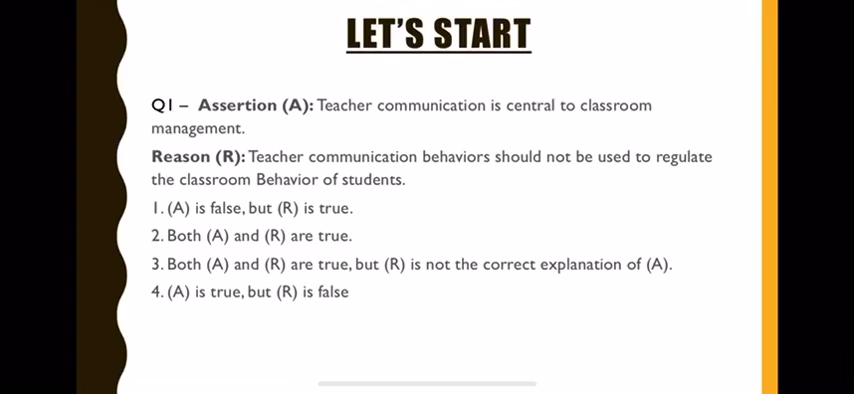 LET'S START
Q1 – Assertion (A): Teacher communication is central to classroom
management.
Reason (R): Teacher communication behaviors should not be used to regulate
the classroom Behavior of students.
1. (A) is false, but (R) is true.
2. Both (A) and (R) are true.
3. Both (A) and (R) are true, but (R) is not the correct explanation of (A).
4. (A) is true, but (R) is false